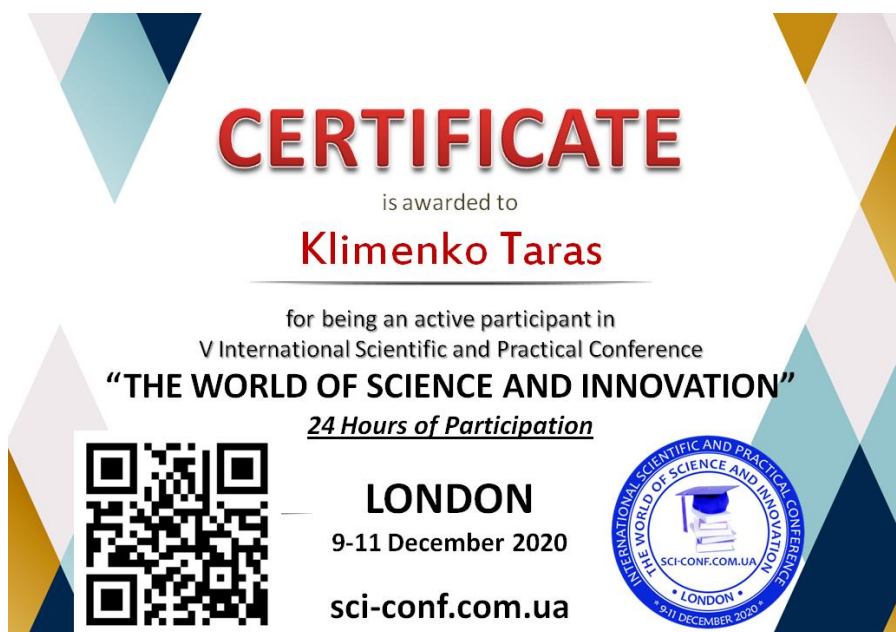 CERTIFICATE
is awarded to
Klimenko Taras
for being an active participant in
V International Scientific and Practical Conference
“THE WORLD OF SCIENCE AND INNOVATION”
24 Hours of Participation
LONDON
9-11 December 2020
sci-conf.com.ua
INTERNATIONAL SCIENTIFIC AND PRACTICAL CONFERENCE
THE WORLD OF SCIENCE AND INNOVATION
SCI-CONF.COM.UA
• LONDON •
* 9-11 DECEMBER 2020 *